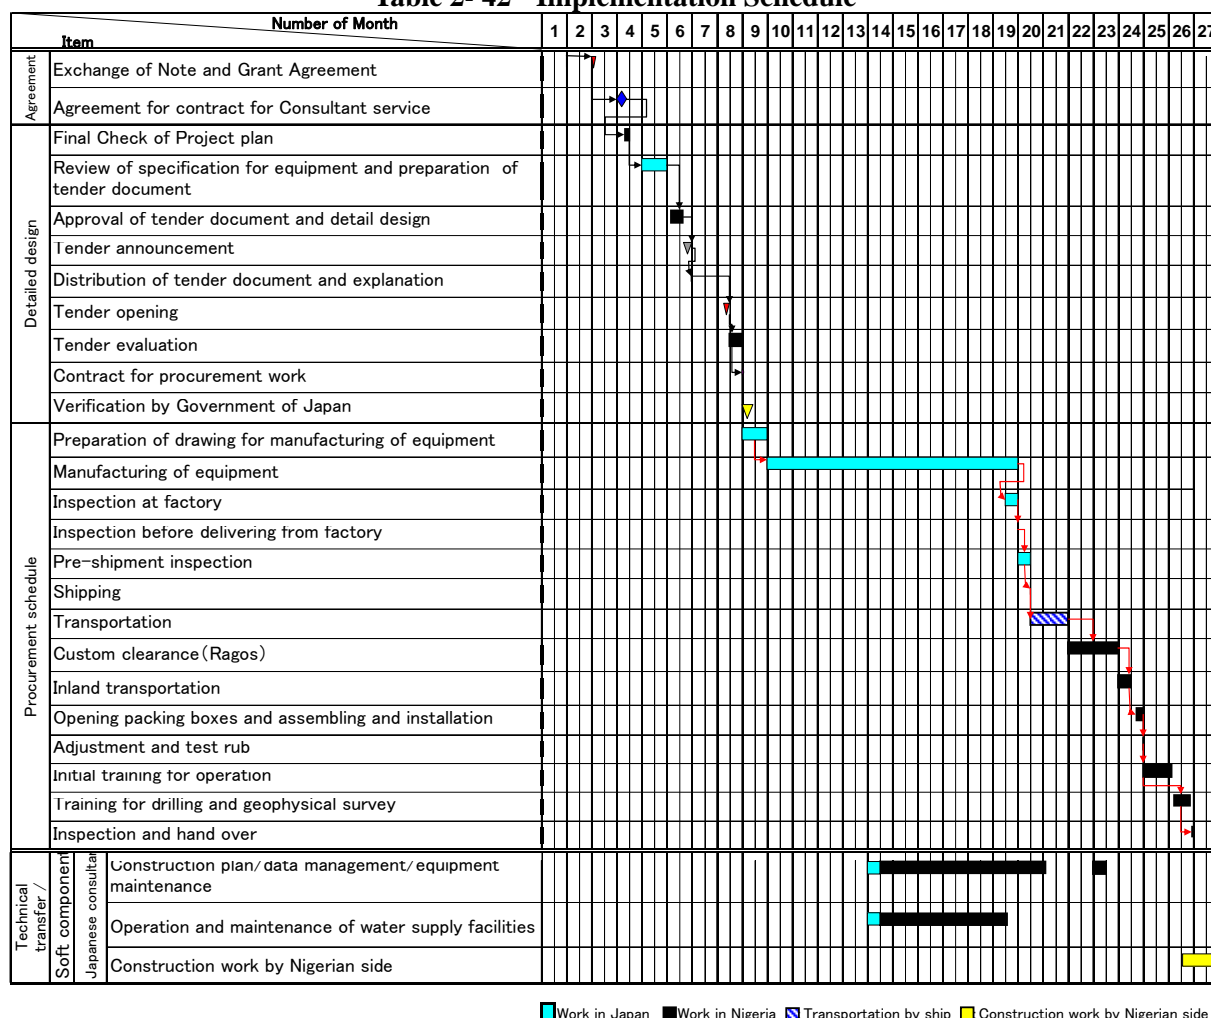 Table 2- 42 Implementation Schedule
Number of Month
Item
1 2 3 4 5 6 7 8 9 10 11 12 13 14 15 16 17 18 19 20 21 22 23 24 25 26 27
Agreement
Exchange of Note and Grant Agreement
Agreement for contract for Consultant service
Detailed design
Final Check of Project plan
Review of specification for equipment and preparation of
tender document
Approval of tender document and detail design
Tender announcement
Distribution of tender document and explanation
Tender opening
Tender evaluation
Contract for procurement work
Verification by Government of Japan
Procurement schedule
Preparation of drawing for manufacturing of equipment
Manufacturing of equipment
Inspection at factory
Inspection before delivering from factory
Pre-shipment inspection
Shipping
Transportation
Custom clearance(Ragos)
Inland transportation
Opening packing boxes and assembling and installation
Adjustment and test rub
Initial training for operation
Training for drilling and geophysical survey
Inspection and hand over
Technical
transfer /
Soft component
Japanese consultan
Construction plan/data management/equipment
maintenance
Operation and maintenance of water supply facilities
Construction work by Nigerian side
Work in Japan Work in Nigeria Transportation by ship Construction work by Nigerian side